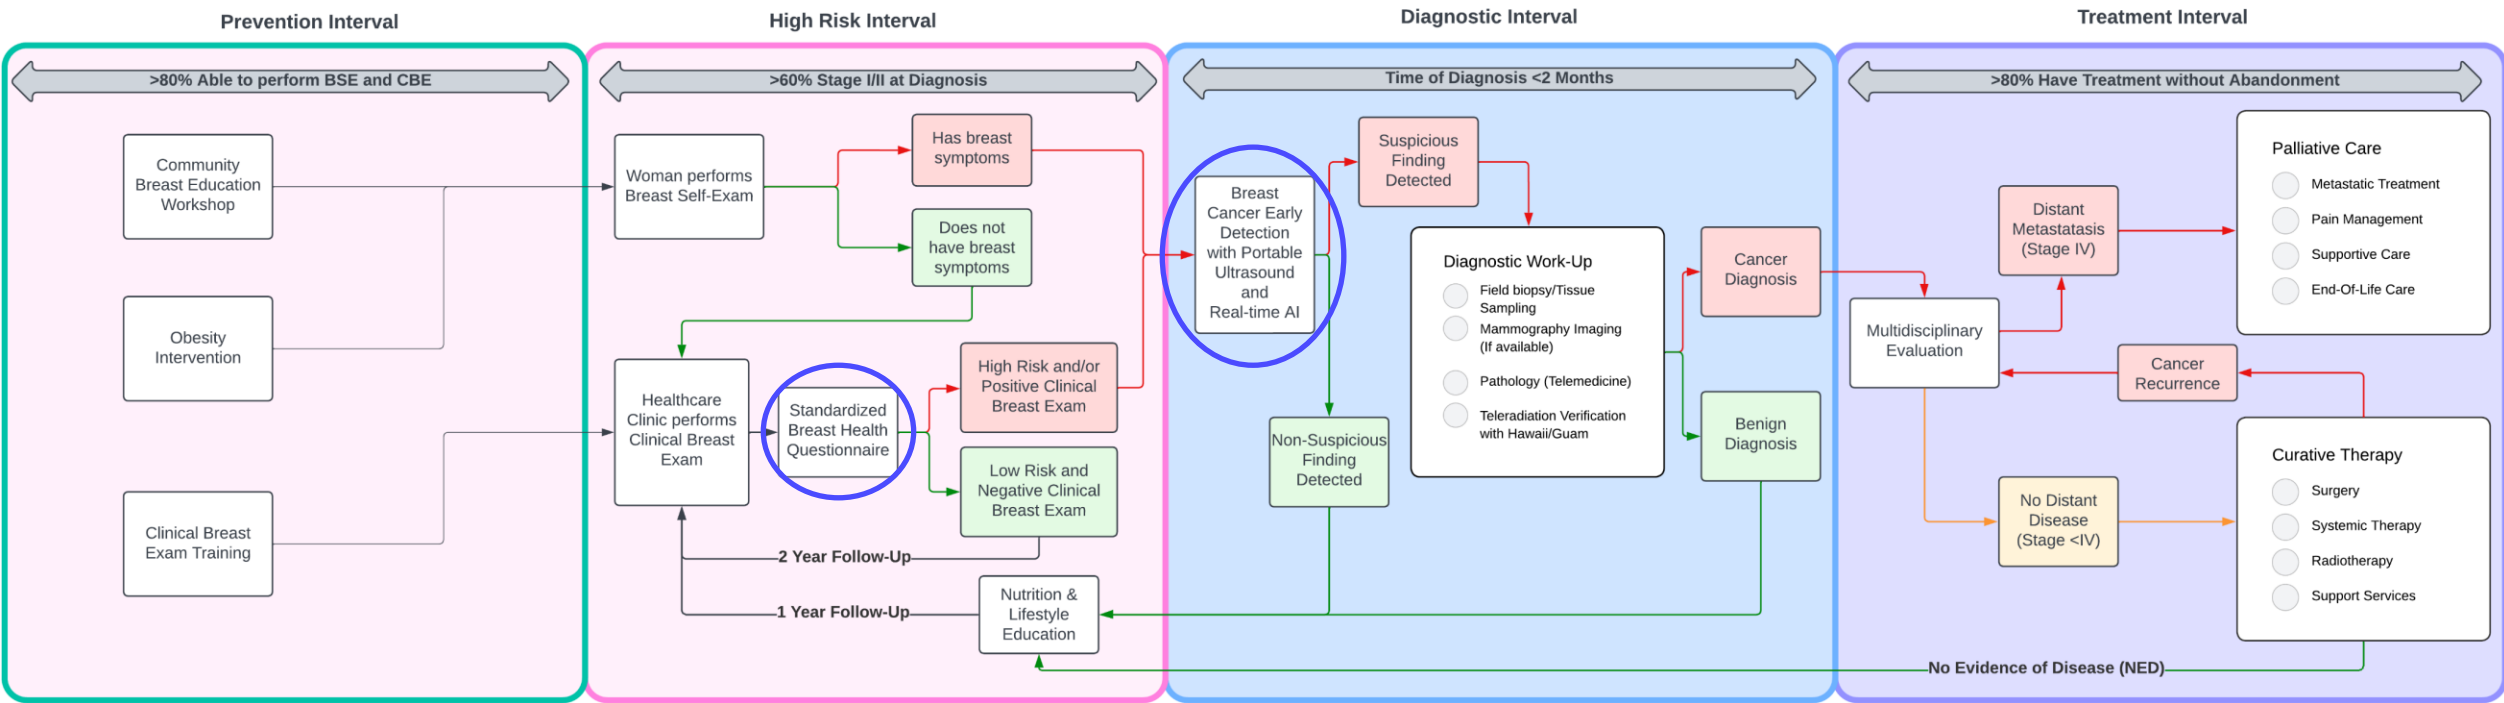 Prevention Interval
>80% Able to perform BSE and CBE
Community
Breast Education
Workshop
Obesity
Intervention
Clinical Breast
Exam Training
High Risk Interval
>60% Stage I/II at Diagnosis
Woman performs
Breast Self-Exam
Has breast
symptoms
Does not
have breast
symptoms
Healthcare
Clinic performs
Clinical Breast
Exam
Standardized
Breast Health
Questionnaire
High Risk and/or
Positive Clinical
Breast Exam
Low Risk and
Negative Clinical
Breast Exam
2 Year Follow-Up
1 Year Follow-Up
Nutrition &
Lifestyle
Education
Diagnostic Interval
Time of Diagnosis <2 Months
Breast
Cancer Early
Detection
with Portable
Ultrasound
and
Real-time AI
Suspicious
Finding
Detected
Non-Suspicious
Finding
Detected
Diagnostic Work-Up
Field biopsy/Tissue
Sampling
Mammography Imaging
(If available)
Pathology (Telemedicine)
Teleradiation Verification
with Hawaii/Guam
Cancer
Diagnosis
Benign
Diagnosis
Treatment Interval
>80% Have Treatment without Abandonment
Multidisciplinary
Evaluation
Distant
Metastatasis
(Stage IV)
Palliative Care
Metastatic Treatment
Pain Management
Supportive Care
End-Of-Life Care
Cancer
Recurrence
No Distant
Disease
(Stage <IV)
Curative Therapy
Surgery
Systemic Therapy
Radiotherapy
Support Services
No Evidence of Disease (NED)